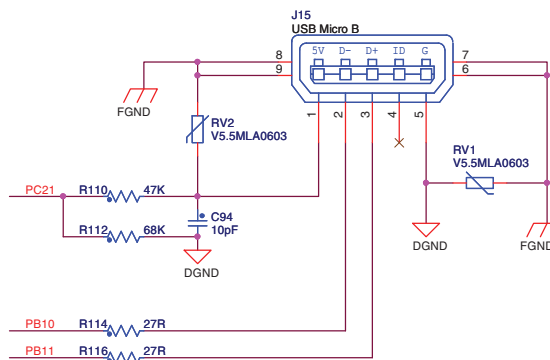 J15
USB Micro B
5V D- D+ ID G
8
9
7
6
1 2 3 4 5
FGND
RV2
V5.5MLA0603
RV1
V5.5MLA0603
PC21 R110 47K
C94
10pF
R112 68K
DGND
DGND
FGND
PB10 R114 27R
PB11 R116 27R